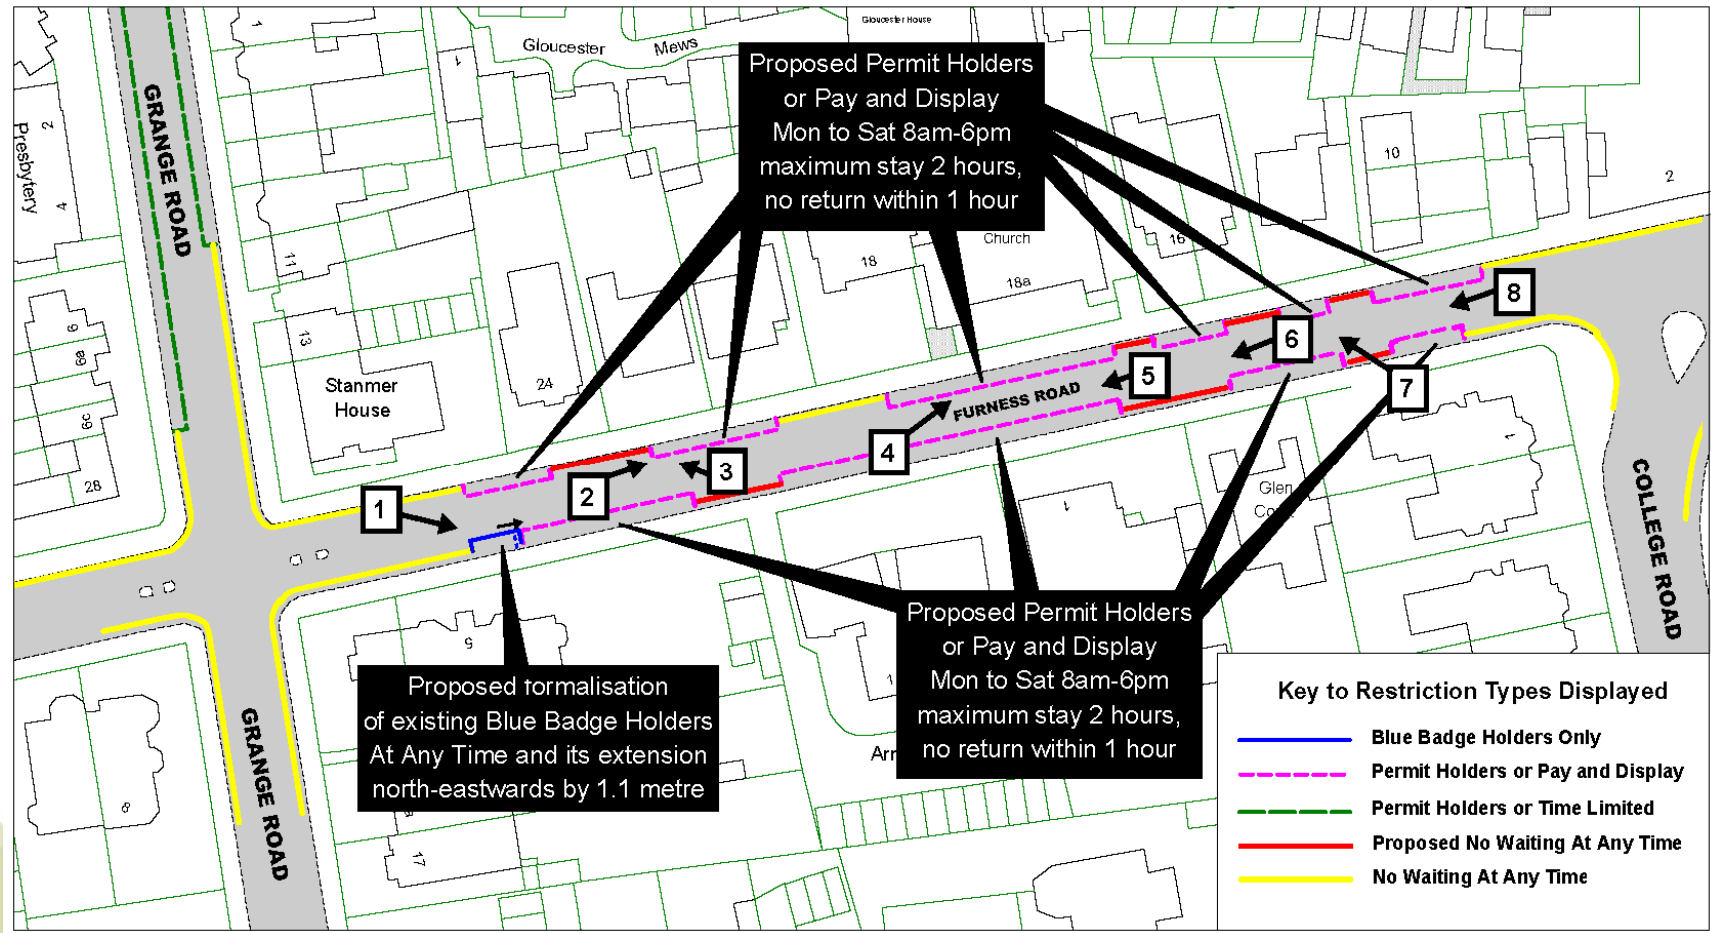 Gloucester House
Gloucester Mews
1
1
GRANGE ROAD
Presbytery
2
4
Proposed Permit Holders
or Pay and Display
Mon to Sat 8am-6pm
maximum stay 2 hours,
no return within 1 hour
10
2
16
Church
18
18a
11
13
6
6a
6c
28
Stanmer
House
24
8
6
5
7
FURNESS ROAD
4
3
2
1
1
1
Glen
COLLEGE ROAD
Proposed Permit Holders
or Pay and Display
Mon to Sat 8am-6pm
maximum stay 2 hours,
no return within 1 hour
5
1
Proposed formalisation
of existing Blue Badge Holders
At Any Time and its extension
north-eastwards by 1.1 metre
GRANGE ROAD
8
17
Key to Restriction Types Displayed
Blue Badge Holders Only
Permit Holders or Pay and Display
Permit Holders or Time Limited
Proposed No Waiting At Any Time
No Waiting At Any Time